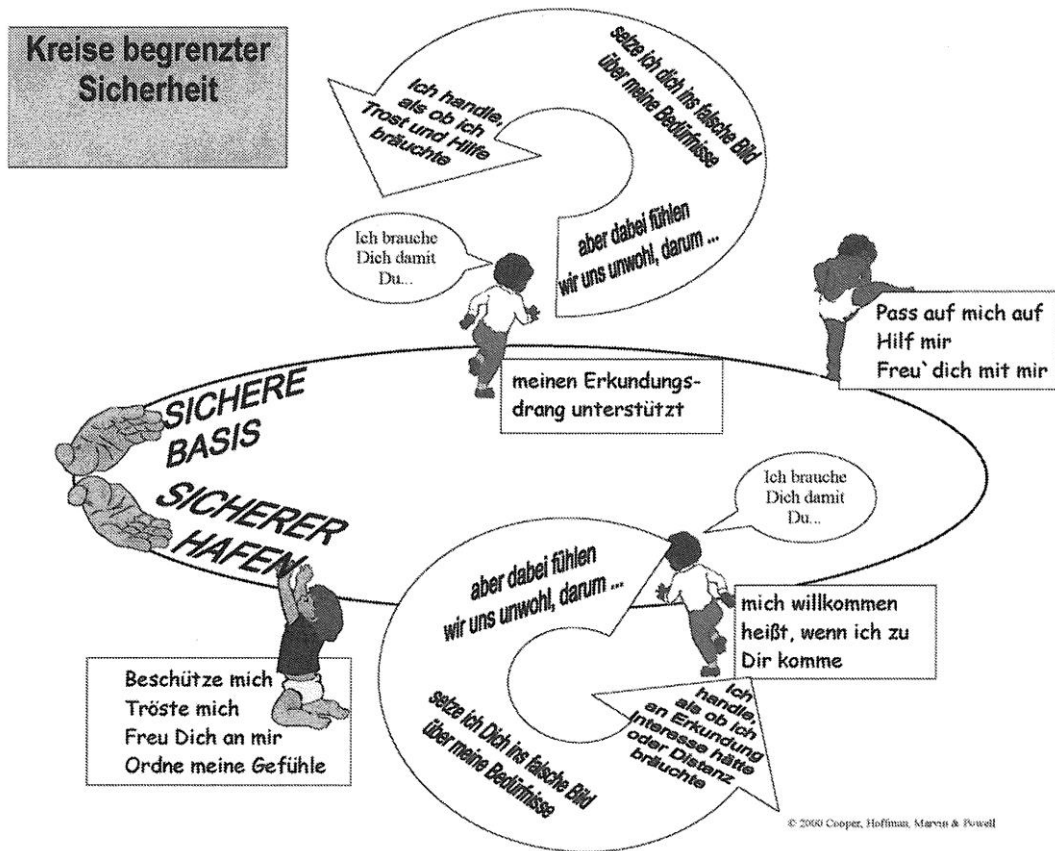 Kreise begrenzter
Sicherheit
Ich handle,
als ob ich
Trost und Hilfe
bräuchte
setze ich dich ins falsche Bild
über meine Bedürfnisse
aber dabei fühlen
wir uns unwohl, darum ...
Ich brauche
Dich damit
Du...
meinen Erkundungs-
drang unterstützt
Pass auf mich auf
Hilf mir
Freu`dich mit mir
SICHERE
BASIS
SICHERER
HAFEN
Ich brauche
Dich damit
Du...
mich willkommen
heißt, wenn ich zu
Dir komme
aber dabei fühlen
wir uns unwohl, darum ...
setze ich Dich ins falsche Bild
über meine Bedürfnisse
Ich
handle,
als ob ich
an Erkundung
Interesse hätte
oder Distanz
bräuchte
Beschütze mich
Tröste mich
Freu Dich an mir
Ordne meine Gefühle
© 2000 Cooper, Hoffman, Marvin & Powell